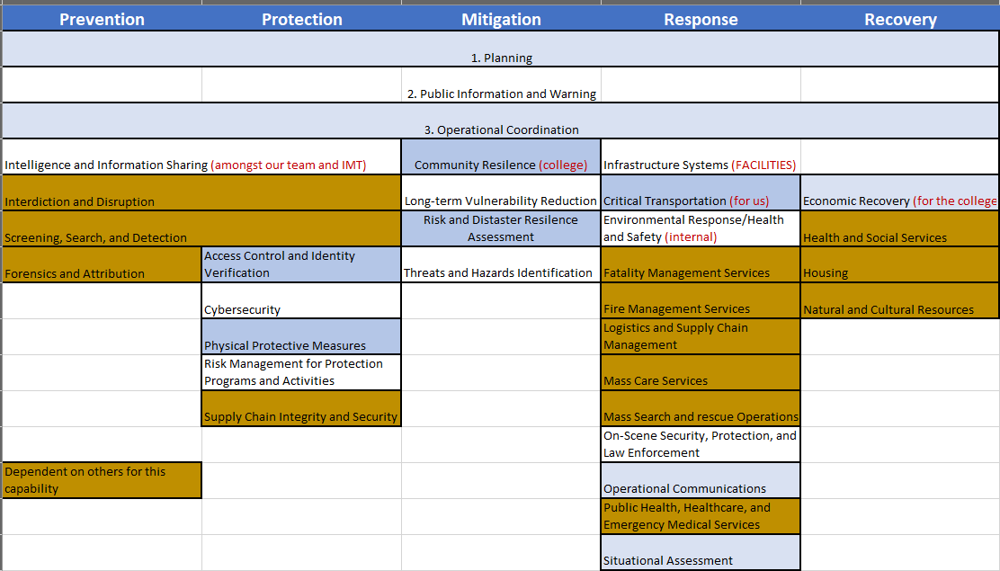 Prevention Protection Mitigation Response Recovery
1. Planning
2. Public Information and Warning
3. Operational Coordination
Intelligence and Information Sharing (amongst our team and IMT)
Community Resilence (college)
Infrastructure Systems (FACILITIES)
Interdiction and Disruption
Long-term Vulnerability Reduction
Critical Transportation (for us)
Economic Recovery (for the college
Screening, Search, and Detection
Risk and Distaster Resilence
Assessment
Environmental Response/Health
and Safety (internal)
Health and Social Services
Forensics and Attribution
Access Control and Identity
Verification
Threats and Hazards Identification
Fatality Management Services
Housing
Cybersecurity
Fire Management Services
Natural and Cultural Resources
Physical Protective Measures
Logistics and Supply Chain
Management
Risk Management for Protection
Programs and Activities
Mass Care Services
Supply Chain Integrity and Security
Mass Search and rescue Operations
On-Scene Security, Protection, and
Law Enforcement
Dependent on others for this
capability
Operational Communications
Public Health, Healthcare, and
Emergency Medical Services
Situational Assessment